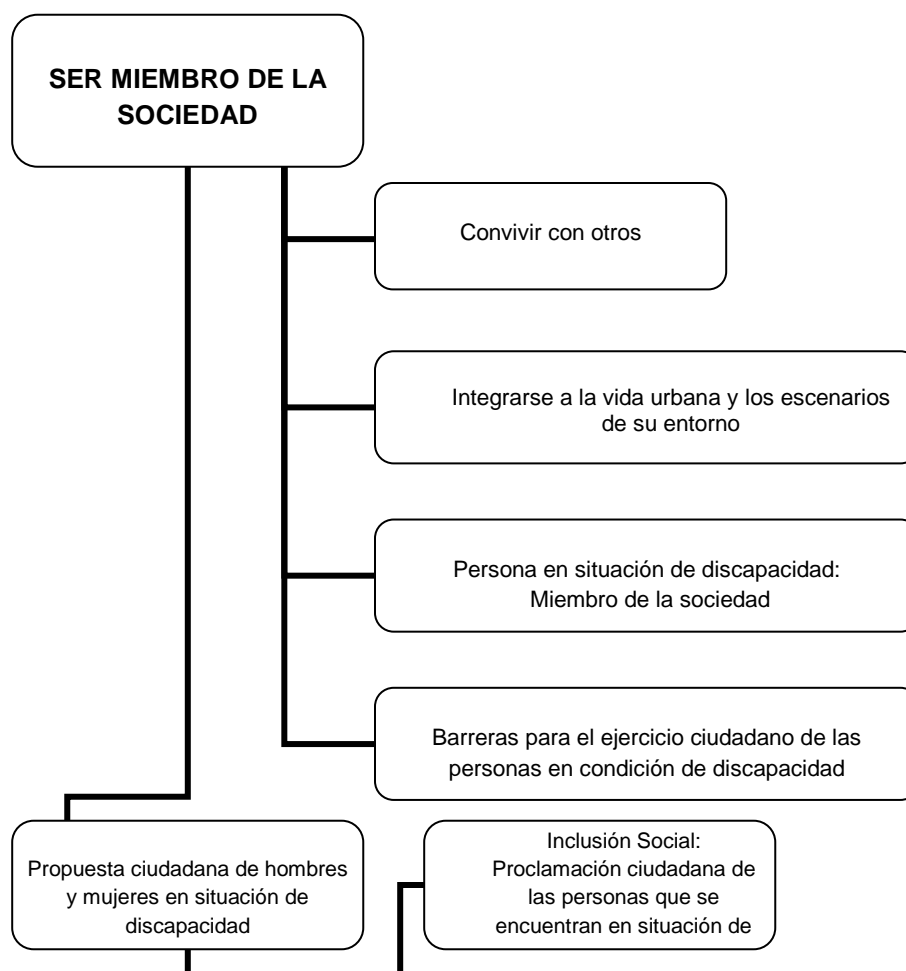 SER MIEMBRO DE LA
SOCIEDAD
Convivir con otros
Integrarse a la vida urbana y los escenarios
de su entorno
Persona en situación de discapacidad:
Miembro de la sociedad
Barreras para el ejercicio ciudadano de las
personas en condición de discapacidad
Propuesta ciudadana de hombres
y mujeres en situación de
discapacidad
Inclusión Social:
Proclamación ciudadana de
las personas que se
encuentran en situación de